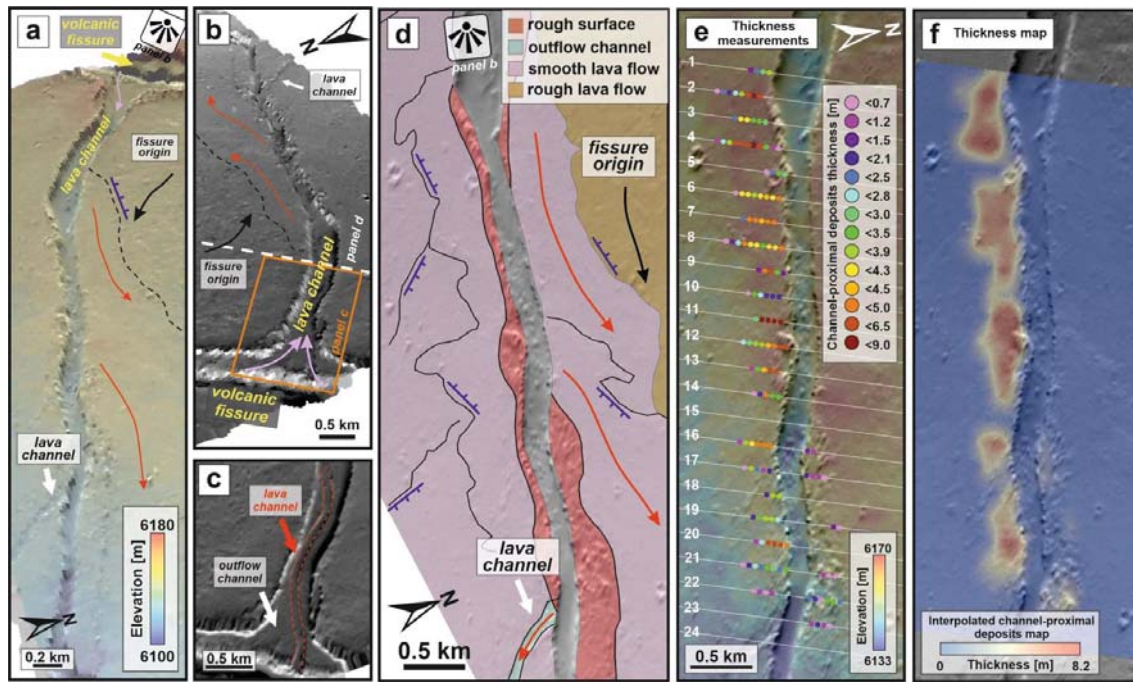 a
volcanic
fissure
panel b
lava channel
fissure
origin
lava
channel
6180
Elevation [m]
6100
N
0.2 km
b
N
lava
channel
panel d
fissure
origin
lava channel
panel c
volcanic
fissure
0.5 km
c
lava
channel
outflow
channel
0.5 km
d
panel b
rough surface
outflow channel
smooth lava flow
rough lava flow
fissure
origin
lava
channel
N
0.5 km
e
Thickness
measurements
N
1
2
3
4
5
6
7
8
9
10
11
12
13
14
15
16
17
18
19
20
21
22
23
24
Channel-proximal deposits thickness [m]
<0.7
<1.2
<1.5
<2.1
<2.5
<2.8
<3.0
<3.5
<3.9
<4.3
<4.5
<5.0
<6.5
<9.0
6170
Elevation [m]
6133
0.5 km
f
Thickness map
Interpolated channel-proximal
deposits map
0
8.2
Thickness [m]